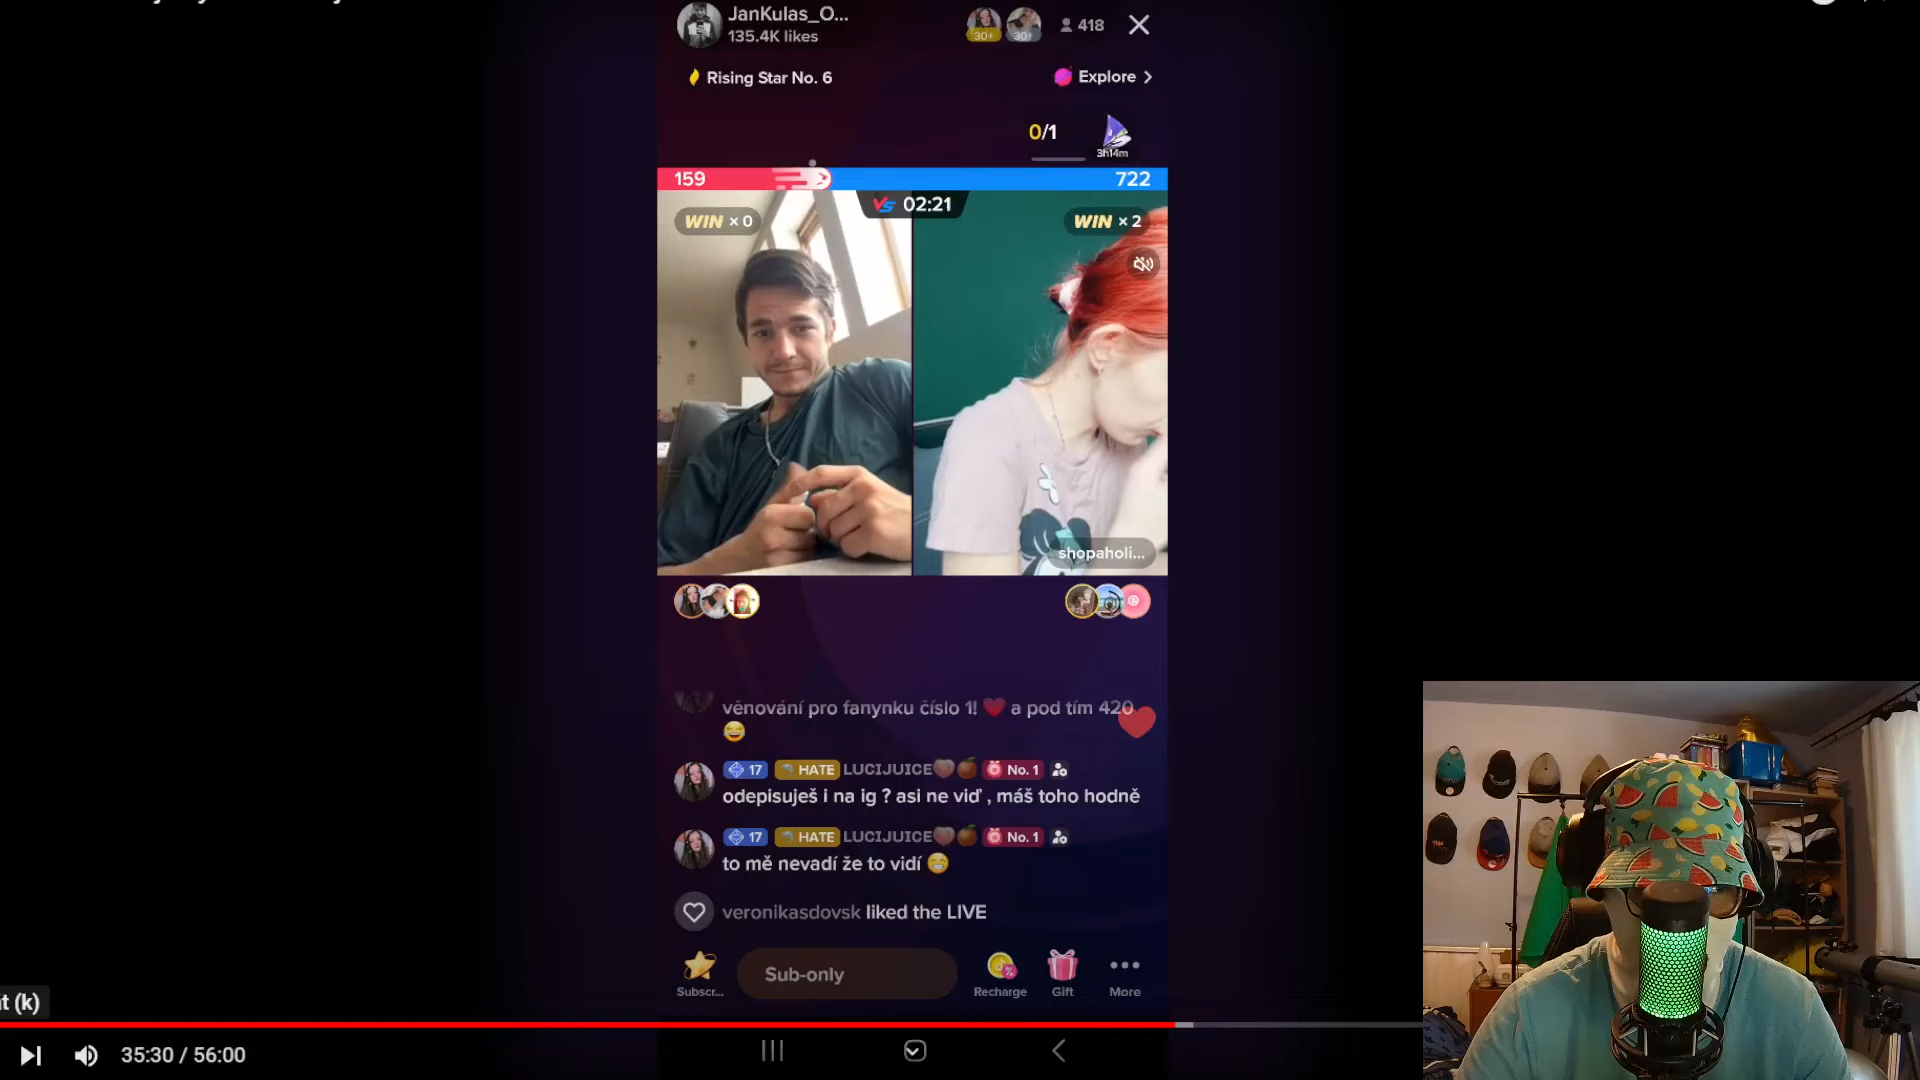 JanKulas_O...
135.4K likes
30+
30+
418
Rising Star No. 6
Explore
0/1
3h14m
159
722
VS 02:21
WIN × 0
WIN × 2
shopaholi...
věnování pro fanynku číslo 1! ❤️ a pod tím 420
😂
17 HATE LUCIJUICE No. 1
odepisuješ i na ig ? asi ne viď , máš toho hodně
17 HATE LUCIJUICE No. 1
to mě nevadí že to vidí 😁
veronikasdovsk liked the LIVE
Subscr...
Sub-only
Recharge
Gift
More
t (k)
35:30 / 56:00